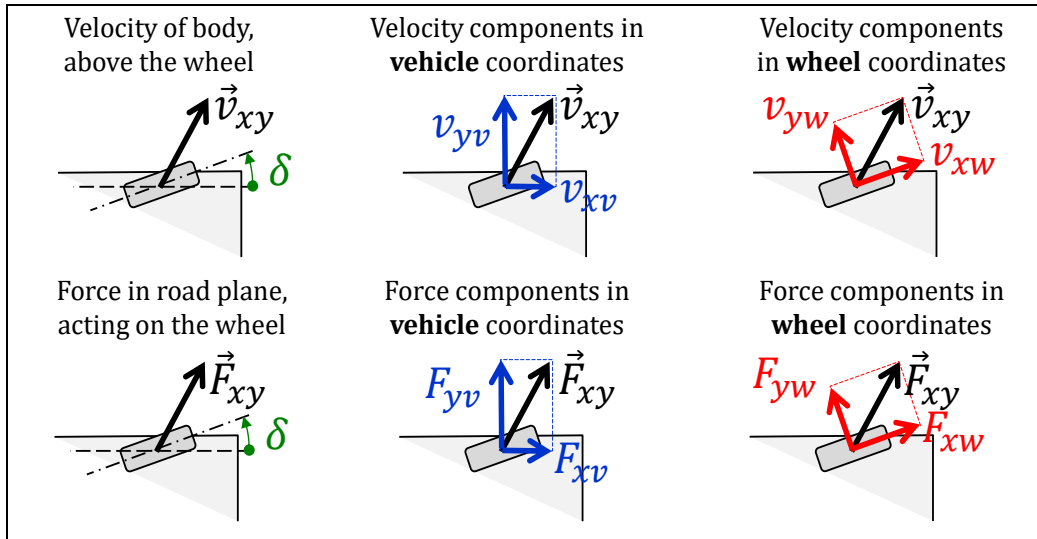 Velocity of body,
above the wheel
v⃗xy
δ
Velocity components in
vehicle coordinates
vyv
v⃗xy
vxv
Velocity components
in wheel coordinates
vyw
v⃗xy
vxw
Force in road plane,
acting on the wheel
F⃗xy
δ
Force components in
vehicle coordinates
Fyv
F⃗xy
Fxv
Force components in
wheel coordinates
Fyw
F⃗xy
Fxw